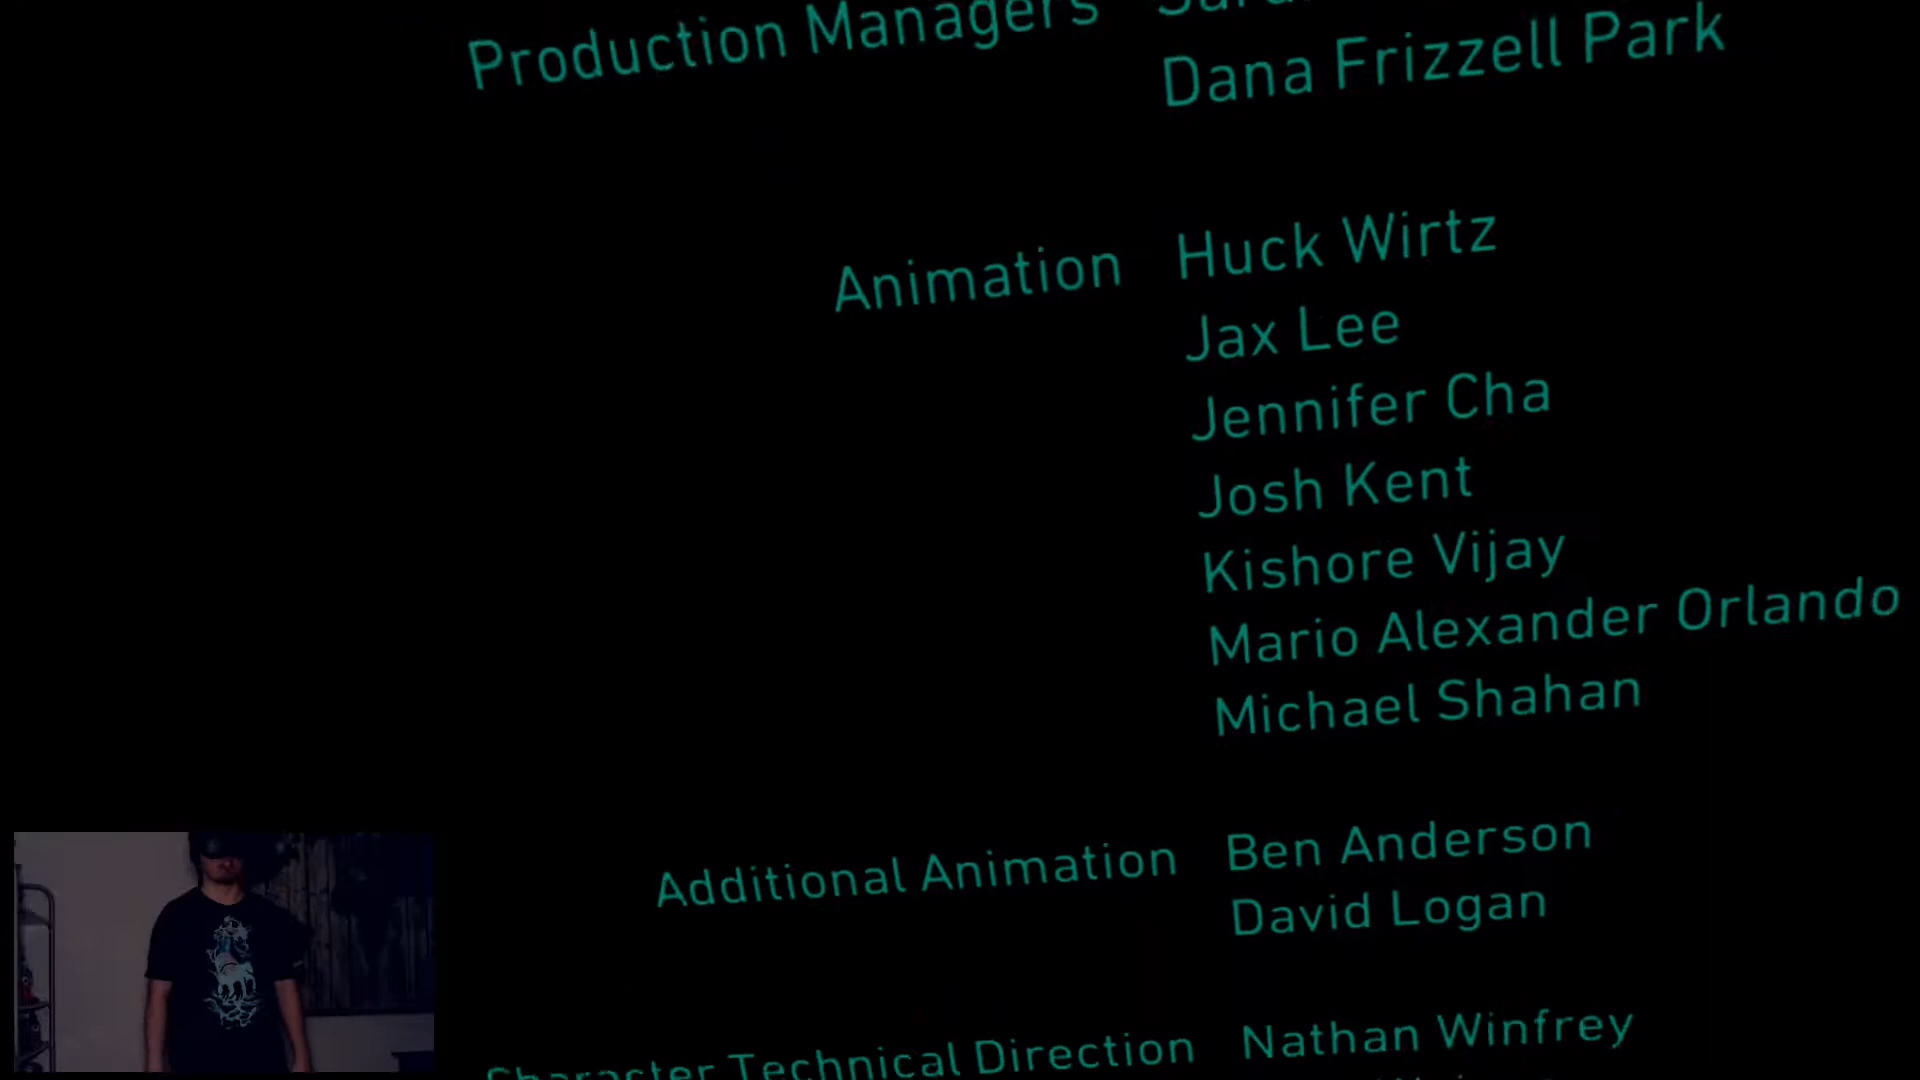 Production Managers
Dana Frizzell Park
Animation Huck Wirtz
Jax Lee
Jennifer Cha
Josh Kent
Kishore Vijay
Mario Alexander Orlando
Michael Shahan
Additional Animation Ben Anderson
David Logan
Character Technical Direction Nathan Winfrey